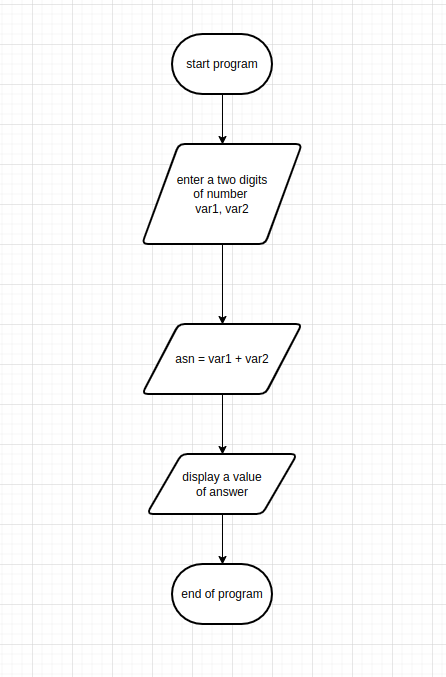 start program
enter a two digits
of number
var1, var2
asn = var1 + var2
display a value
of answer
end of program